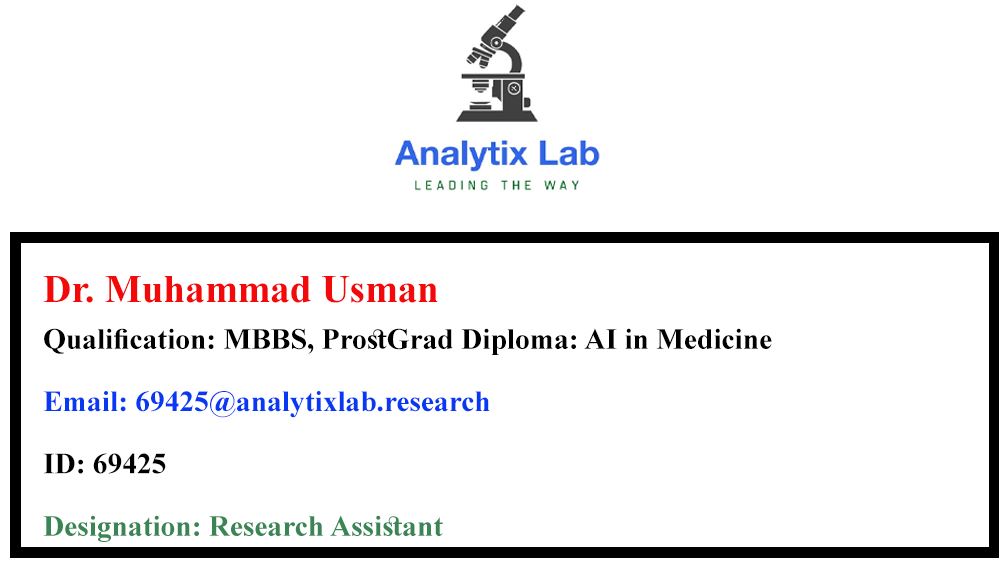 Analytix Lab
LEADING THE WAY
Dr. Muhammad Usman
Qualification: MBBS, ProstGrad Diploma: AI in Medicine
Email: 69425@analytixlab.research
ID: 69425
Designation: Research Assistant